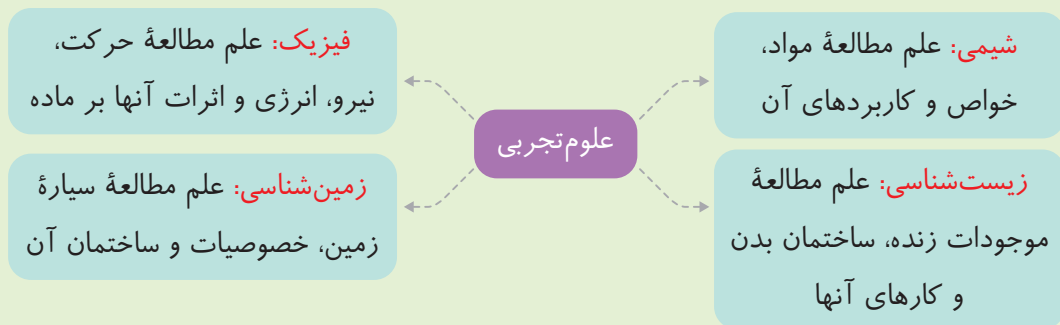 شیمی: علم مطالعهٔ مواد،
خواص و کاربردهای آن
فیزیک: علم مطالعهٔ حرکت،
نیرو، انرژی و اثرات آنها بر ماده
علوم‌تجربی
زیست‌شناسی: علم مطالعهٔ
موجودات زنده، ساختمان بدن
و کارهای آنها
زمین‌شناسی: علم مطالعهٔ سیارهٔ
زمین، خصوصیات و ساختمان آن